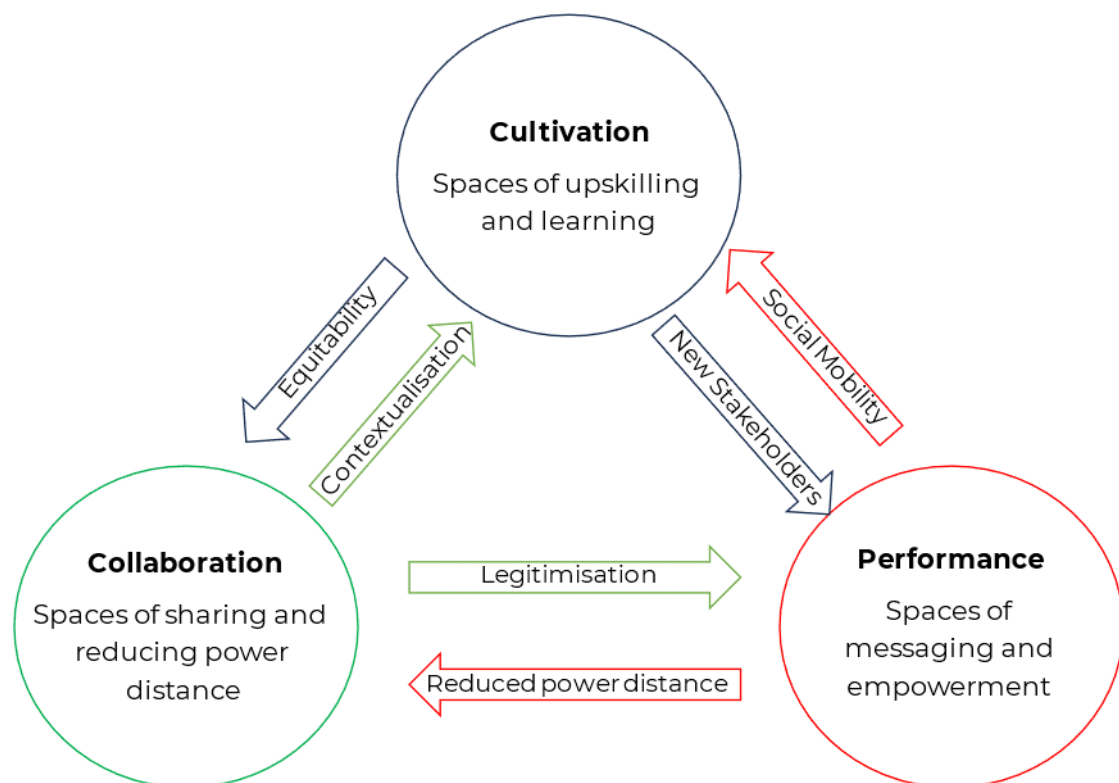 Cultivation
Spaces of upskilling
and learning
Equitability
Contextualisation
New Stakeholders
Social Mobility
Collaboration
Spaces of sharing and
reducing power
distance
Legitimisation
Reduced power distance
Performance
Spaces of
messaging and
empowerment